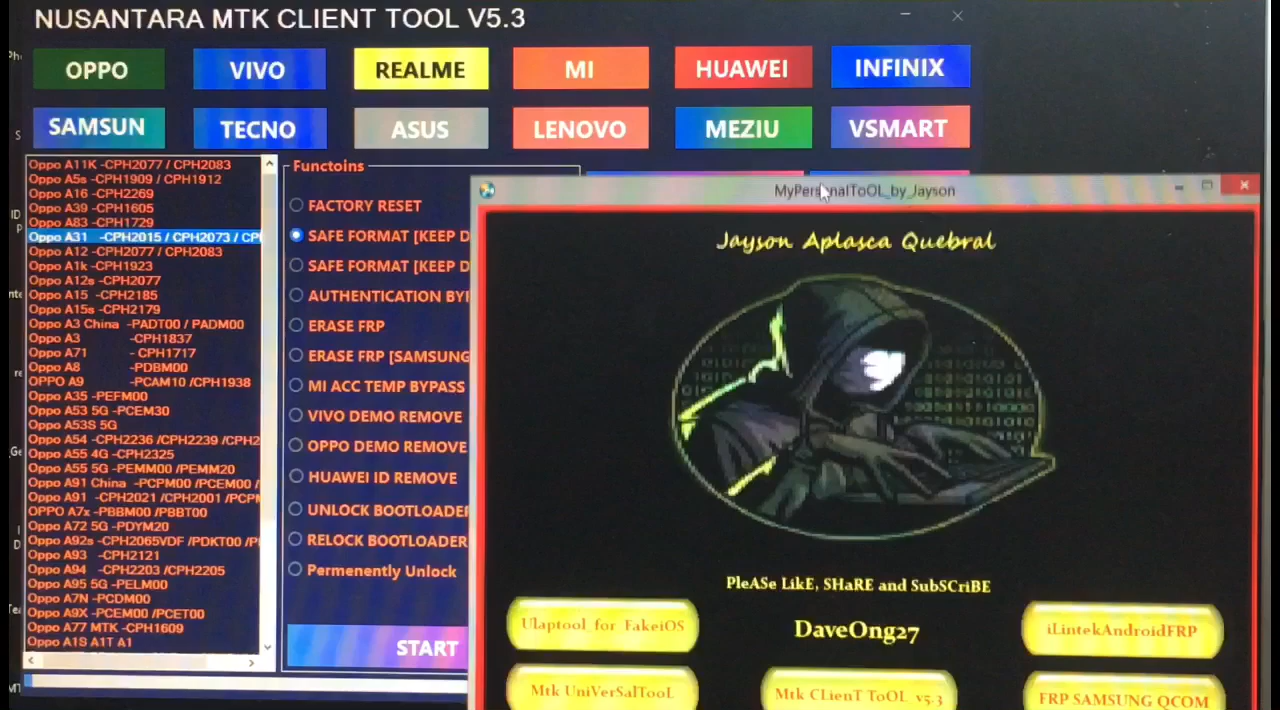 NUSANTARA MTK CLIENT TOOL V5.3
OPPO
VIVO
REALME
MI
HUAWEI
INFINIX
SAMSUN
TECNO
ASUS
LENOVO
MEZIU
VSMART
Oppo A11K -CPH2077 / CPH2083
Oppo A5s -CPH1909 / CPH1912
Oppo A16 -CPH2269
Oppo A39 -CPH1605
Oppo A83 -CPH1729
Oppo A31 -CPH2015 / CPH2073 / CPH
Oppo A12 -CPH2077 / CPH2083
Oppo A1k -CPH1923
Oppo A12s -CPH2077
Oppo A15 -CPH2185
Oppo A15s -CPH2179
Oppo A3 China -PADT00 / PADM00
Oppo A3 -CPH1837
Oppo A71 - CPH1717
Oppo A8 -PDBM00
OPPO A9 -PCAM10 /CPH1938
Oppo A35 -PEFM00
Oppo A53 5G -PCEM30
Oppo A53S 5G
Oppo A54 -CPH2236 /CPH2239 /CPH2
Oppo A55 4G -CPH2325
Oppo A55 5G -PEMM00 /PEMM20
Oppo A91 China -PCPM00 /PCEM00 /
Oppo A91 -CPH2021 /CPH2001 /PCPM
OPPO A7x -PBBM00 /PBBT00
Oppo A72 5G -PDYM20
Oppo A92s -CPH2065VDF /PDKT00 /P
Oppo A93 -CPH2121
Oppo A94 -CPH2203 /CPH2205
Oppo A95 5G -PELM00
Oppo A7N -PCDM00
Oppo A9X -PCEM00 /PCET00
Oppo A77 MTK -CPH1609
Oppo A1S A1T A1
Functoins
FACTORY RESET
SAFE FORMAT [KEEP D
SAFE FORMAT [KEEP D
AUTHENTICATION BYP
ERASE FRP
ERASE FRP [SAMSUNG
MI ACC TEMP BYPASS
VIVO DEMO REMOVE
OPPO DEMO REMOVE
HUAWEI ID REMOVE
UNLOCK BOOTLOADER
RELOCK BOOTLOADER
Permenently Unlock
START
MyPersonalToOL_by_Jayson
Jayson Aplasca Quebral
PleASe LikE, SHaRE and SubSCriBE
Ulaptool_for_FakeiOS
DaveOng27
iLintekAndroidFRP
Mtk UniVerSalTooL
Mtk CLienT ToOL v5.3
FRP SAMSUNG QCOM